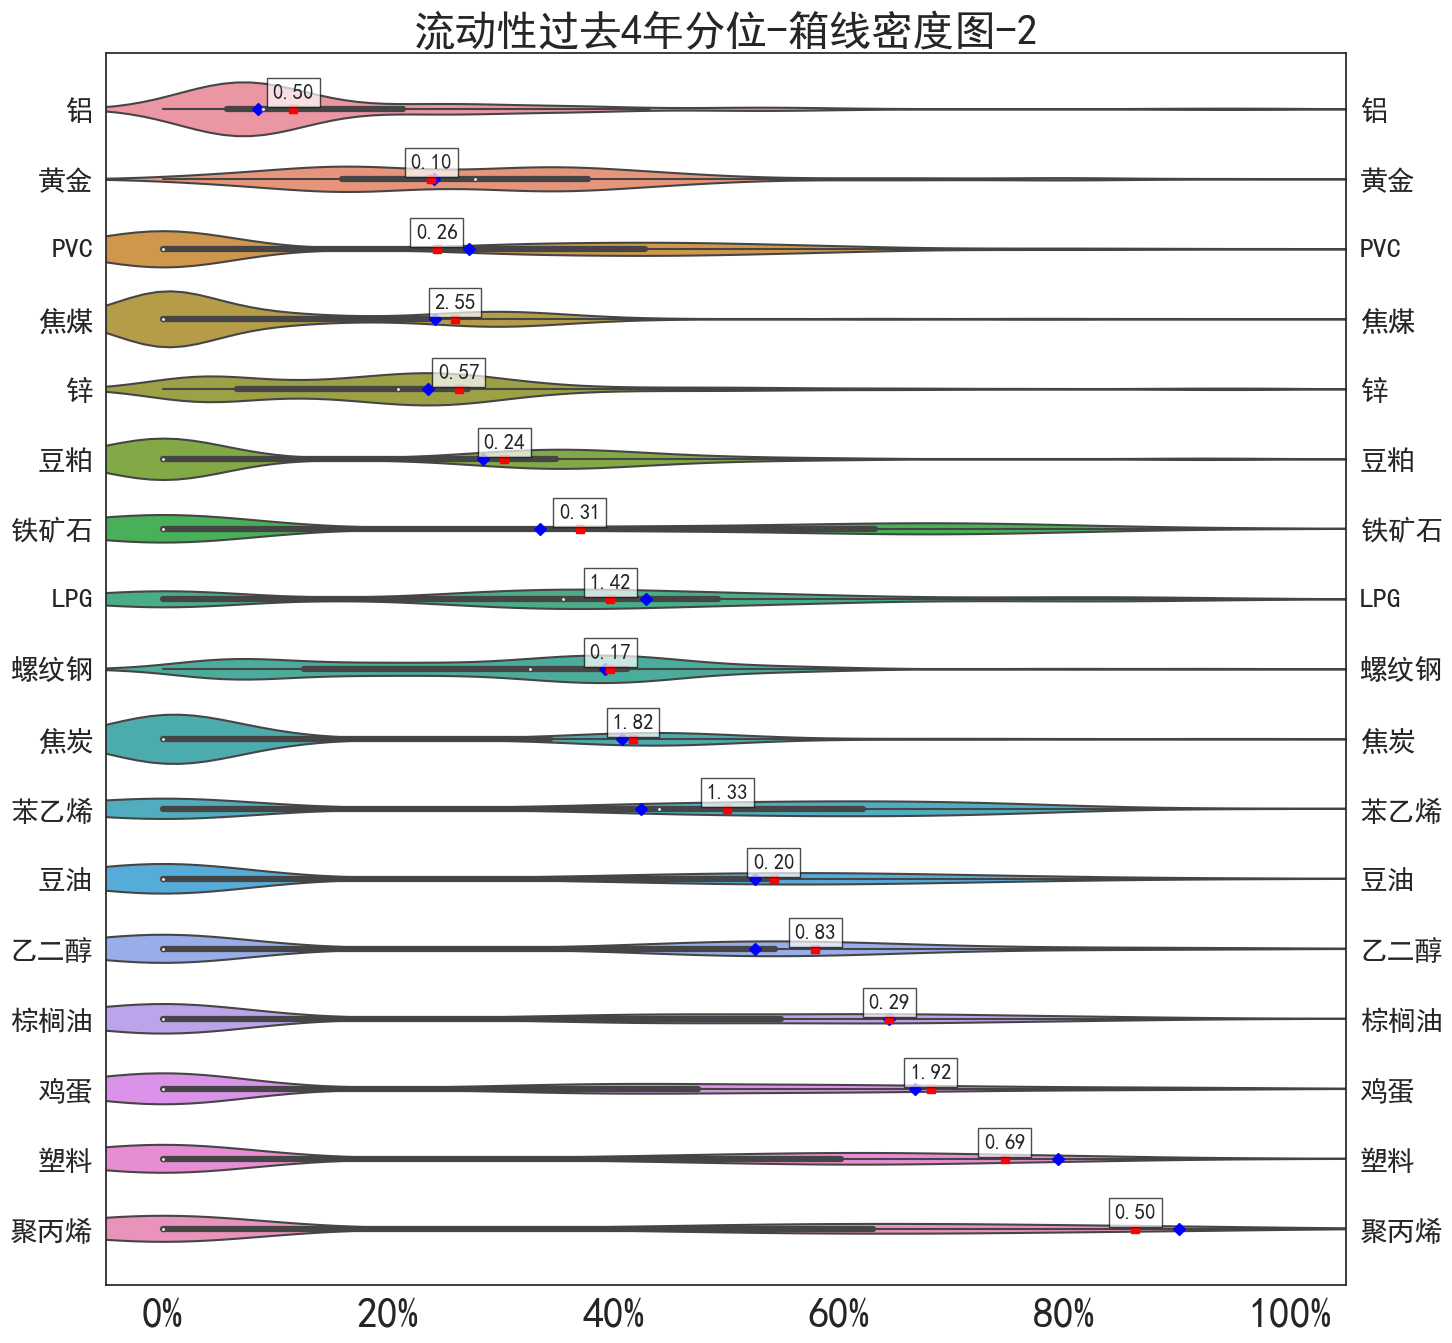 流动性过去4年分位-箱线密度图-2
铝 0.50 铝
黄金 0.10 黄金
PVC 0.26 PVC
焦煤 2.55 焦煤
锌 0.57 锌
豆粕 0.24 豆粕
铁矿石 0.31 铁矿石
LPG 1.42 LPG
螺纹钢 0.17 螺纹钢
焦炭 1.82 焦炭
苯乙烯 1.33 苯乙烯
豆油 0.20 豆油
乙二醇 0.83 乙二醇
棕榈油 0.29 棕榈油
鸡蛋 1.92 鸡蛋
塑料 0.69 塑料
聚丙烯 0.50 聚丙烯
0% 20% 40% 60% 80% 100%